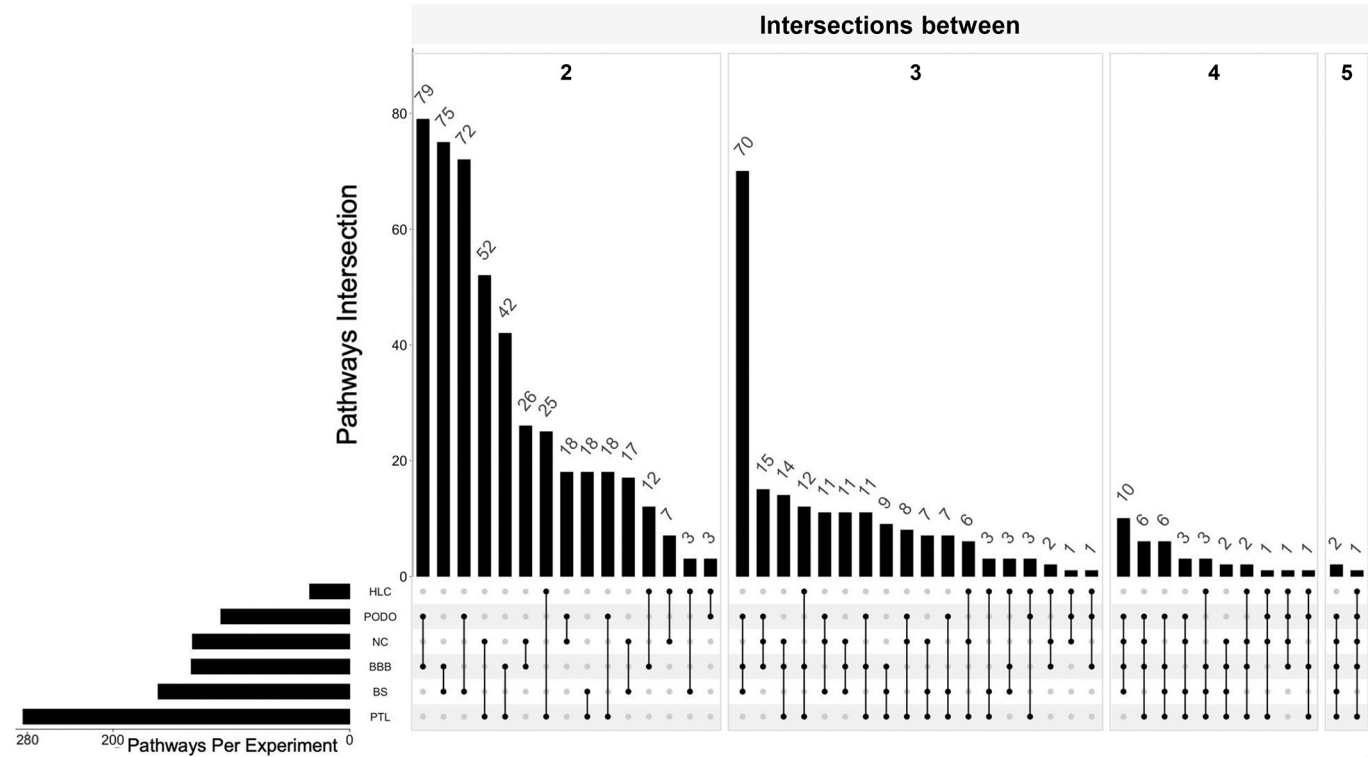 Intersections between
2 3 4 5
79 75 72 52 42 26 25 18 18 18 17 12 7 3 3
70 15 14 12 11 11 11 9 8 7 7 6 3 3 3 2 1 1
10 6 6 3 3 2 2 1 1 1
2 1
Pathways Intersection
80
60
40
20
0
HLC
PODO
NC
BBB
BS
PTL
280 200 0
Pathways Per Experiment